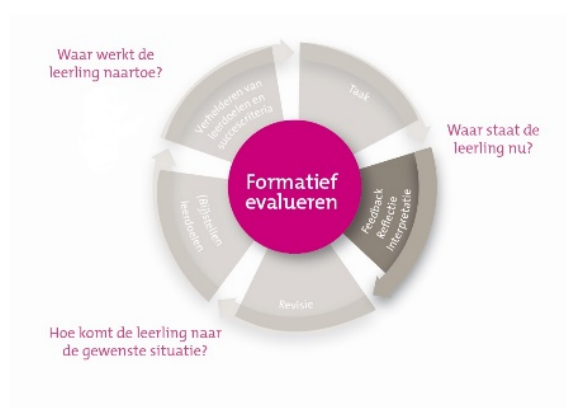 Waar werkt de
leerling naartoe?
Verhelderen van
leerdoelen en
succescriteria
Taak
Waar staat de
leerling nu?
Formatief
evalueren
Feedback
Reflectie
Interpretatie
(Bij)stellen
leerdoelen
Revisie
Hoe komt de leerling naar
de gewenste situatie?